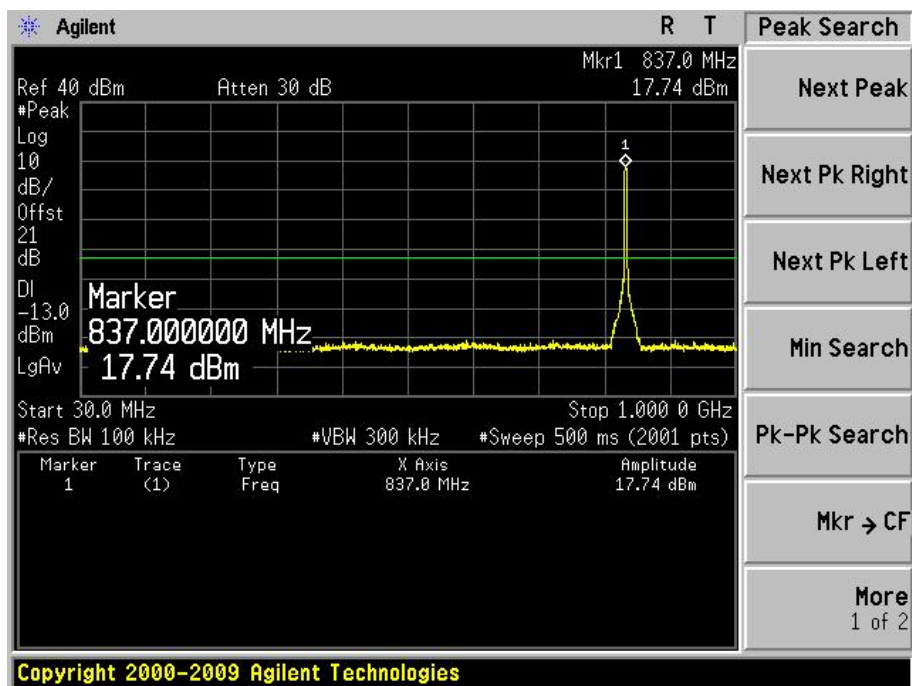 Agilent R T Peak Search
Mkr1 837.0 MHz
Ref 40 dBm Atten 30 dB 17.74 dBm
#Peak
Log
10
dB/
Offst
21
dB
DI
-13.0
dBm
LgAv
1
Marker
837.000000 MHz
17.74 dBm
Start 30.0 MHz Stop 1.000 0 GHz
#Res BW 100 kHz #VBW 300 kHz #Sweep 500 ms (2001 pts)
Marker Trace Type X Axis Amplitude
1 (1) Freq 837.0 MHz 17.74 dBm
Next Peak
Next Pk Right
Next Pk Left
Min Search
Pk-Pk Search
Mkr → CF
More
1 of 2
Copyright 2000-2009 Agilent Technologies